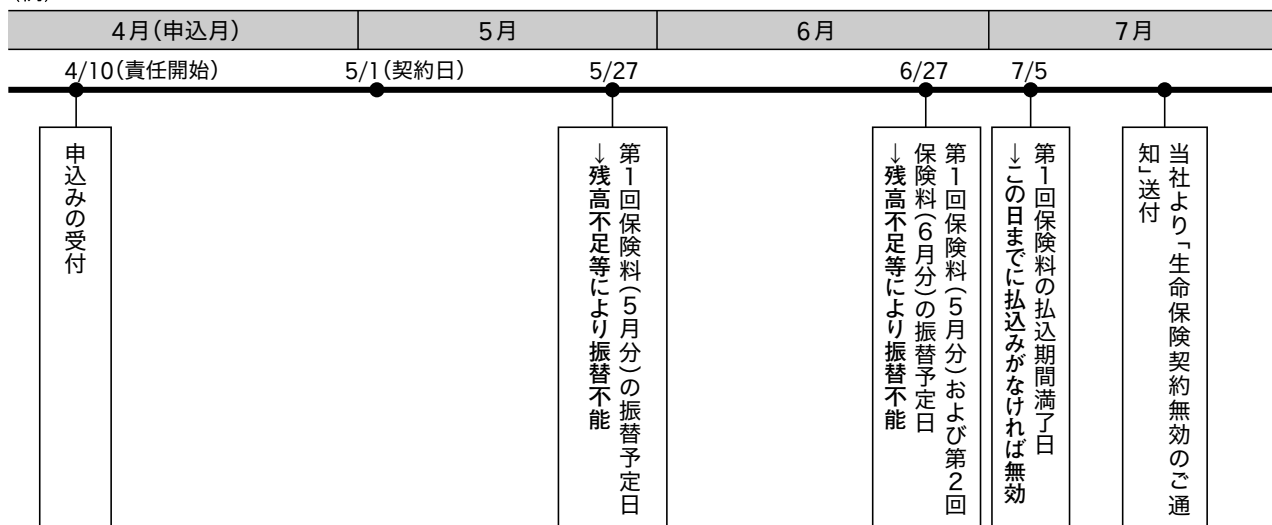 4月（申込月）
5月
6月
7月
4/10（責任開始）
5/1（契約日）
5/27
6/27
7/5
申込みの受付
第1回保険料（5月分）の振替予定日
→残高不足等により振替不能
第1回保険料（5月分）および第2回
保険料（6月分）の振替予定日
→残高不足等により振替不能
第1回保険料の払込期間満了日
→この日までに払込みがなければ無効
当社より「生命保険契約無効のご通
知」送付